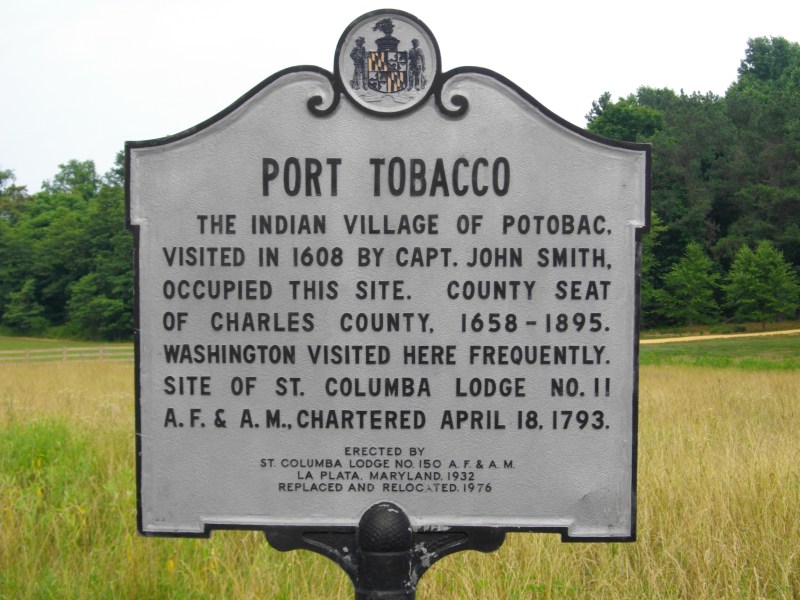 PORT TOBACCO
THE INDIAN VILLAGE OF POTOBAC,
VISITED IN 1608 BY CAPT. JOHN SMITH,
OCCUPIED THIS SITE. COUNTY SEAT
OF CHARLES COUNTY, 1658-1895.
WASHINGTON VISITED HERE FREQUENTLY.
SITE OF ST. COLUMBA LODGE NO. 11
A.F. & A.M., CHARTERED APRIL 18, 1793.
ERECTED BY
ST. COLUMBA LODGE NO. 150 A.F. & A.M.
LA PLATA, MARYLAND, 1932
REPLACED AND RELOCATED, 1976